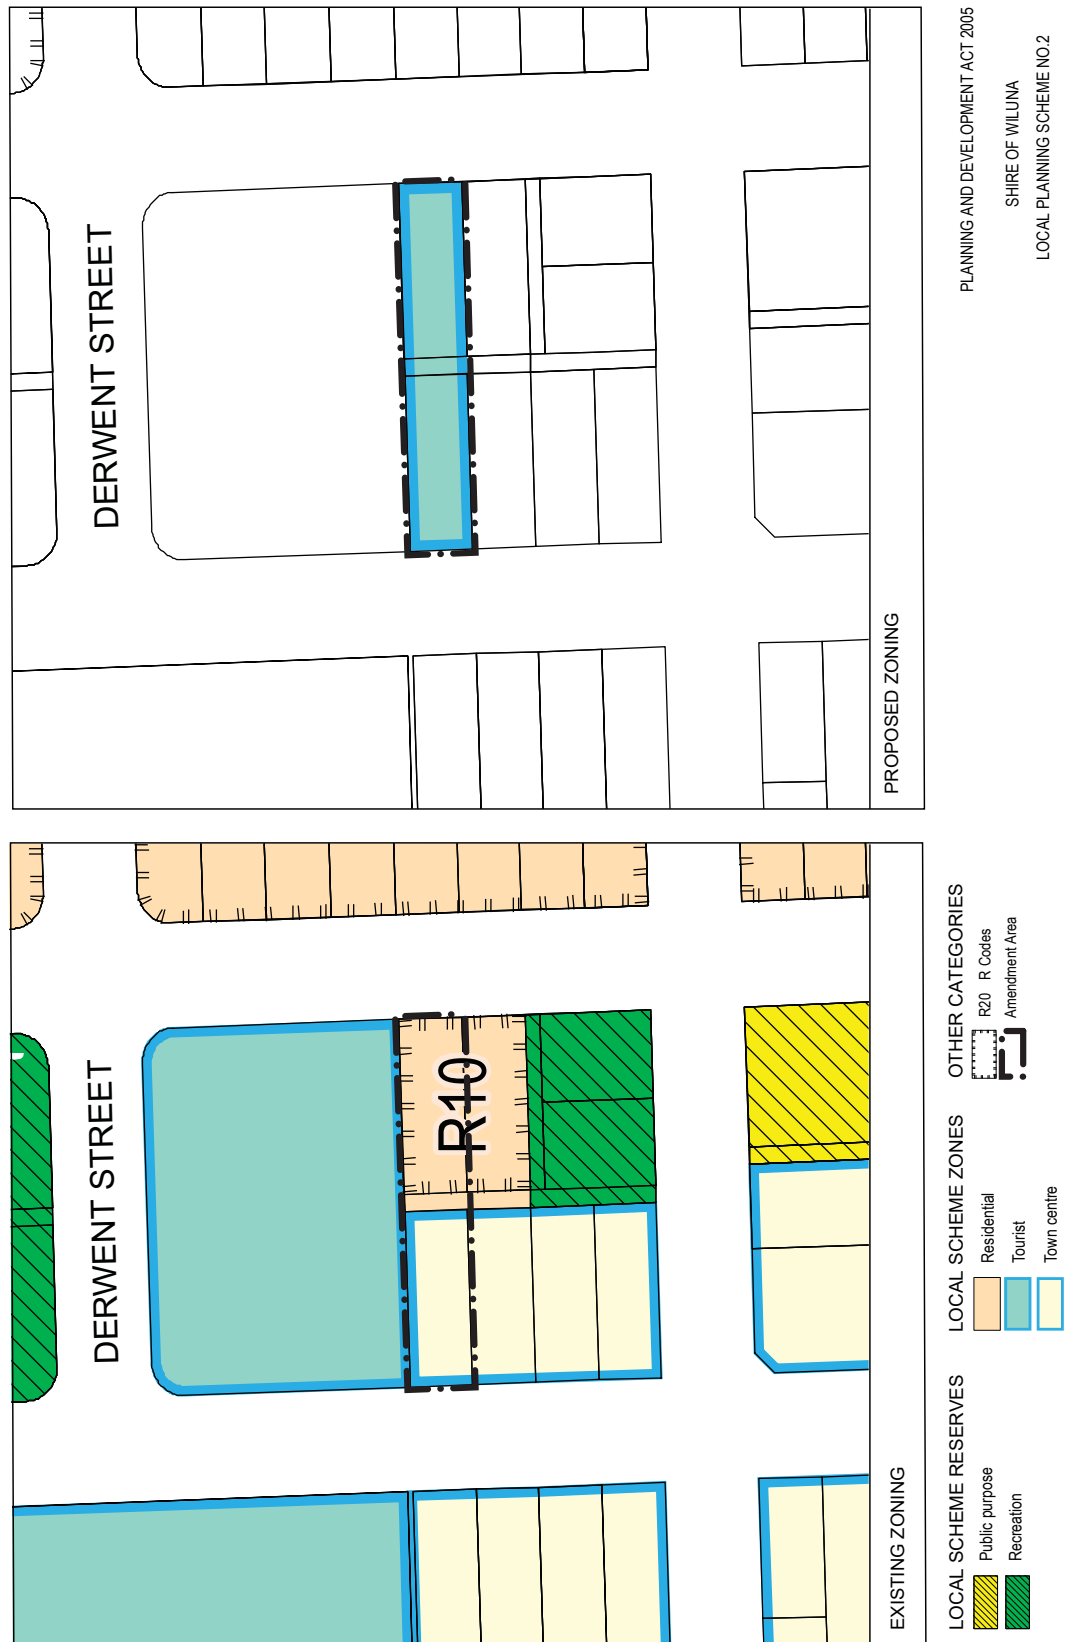 DERWENT STREET
R10
EXISTING ZONING
DERWENT STREET
PROPOSED ZONING
LOCAL SCHEME RESERVES
Public purpose
Recreation
LOCAL SCHEME ZONES
Residential
Tourist
Town centre
OTHER CATEGORIES
R20 R Codes
Amendment Area
PLANNING AND DEVELOPMENT ACT 2005
SHIRE OF WILUNA
LOCAL PLANNING SCHEME NO.2